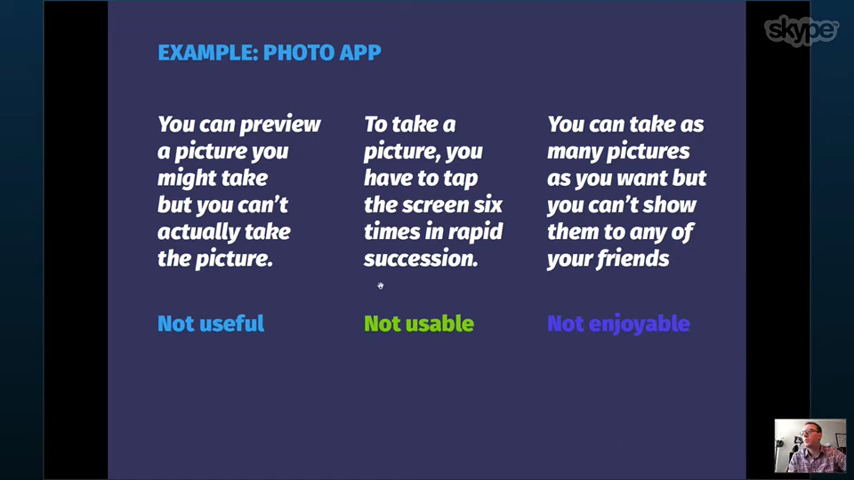 skype
EXAMPLE: PHOTO APP
You can preview
a picture you
might take
but you can't
actually take
the picture.
Not useful
To take a
picture, you
have to tap
the screen six
times in rapid
succession.
Not usable
You can take as
many pictures
as you want but
you can't show
them to any of
your friends
Not enjoyable